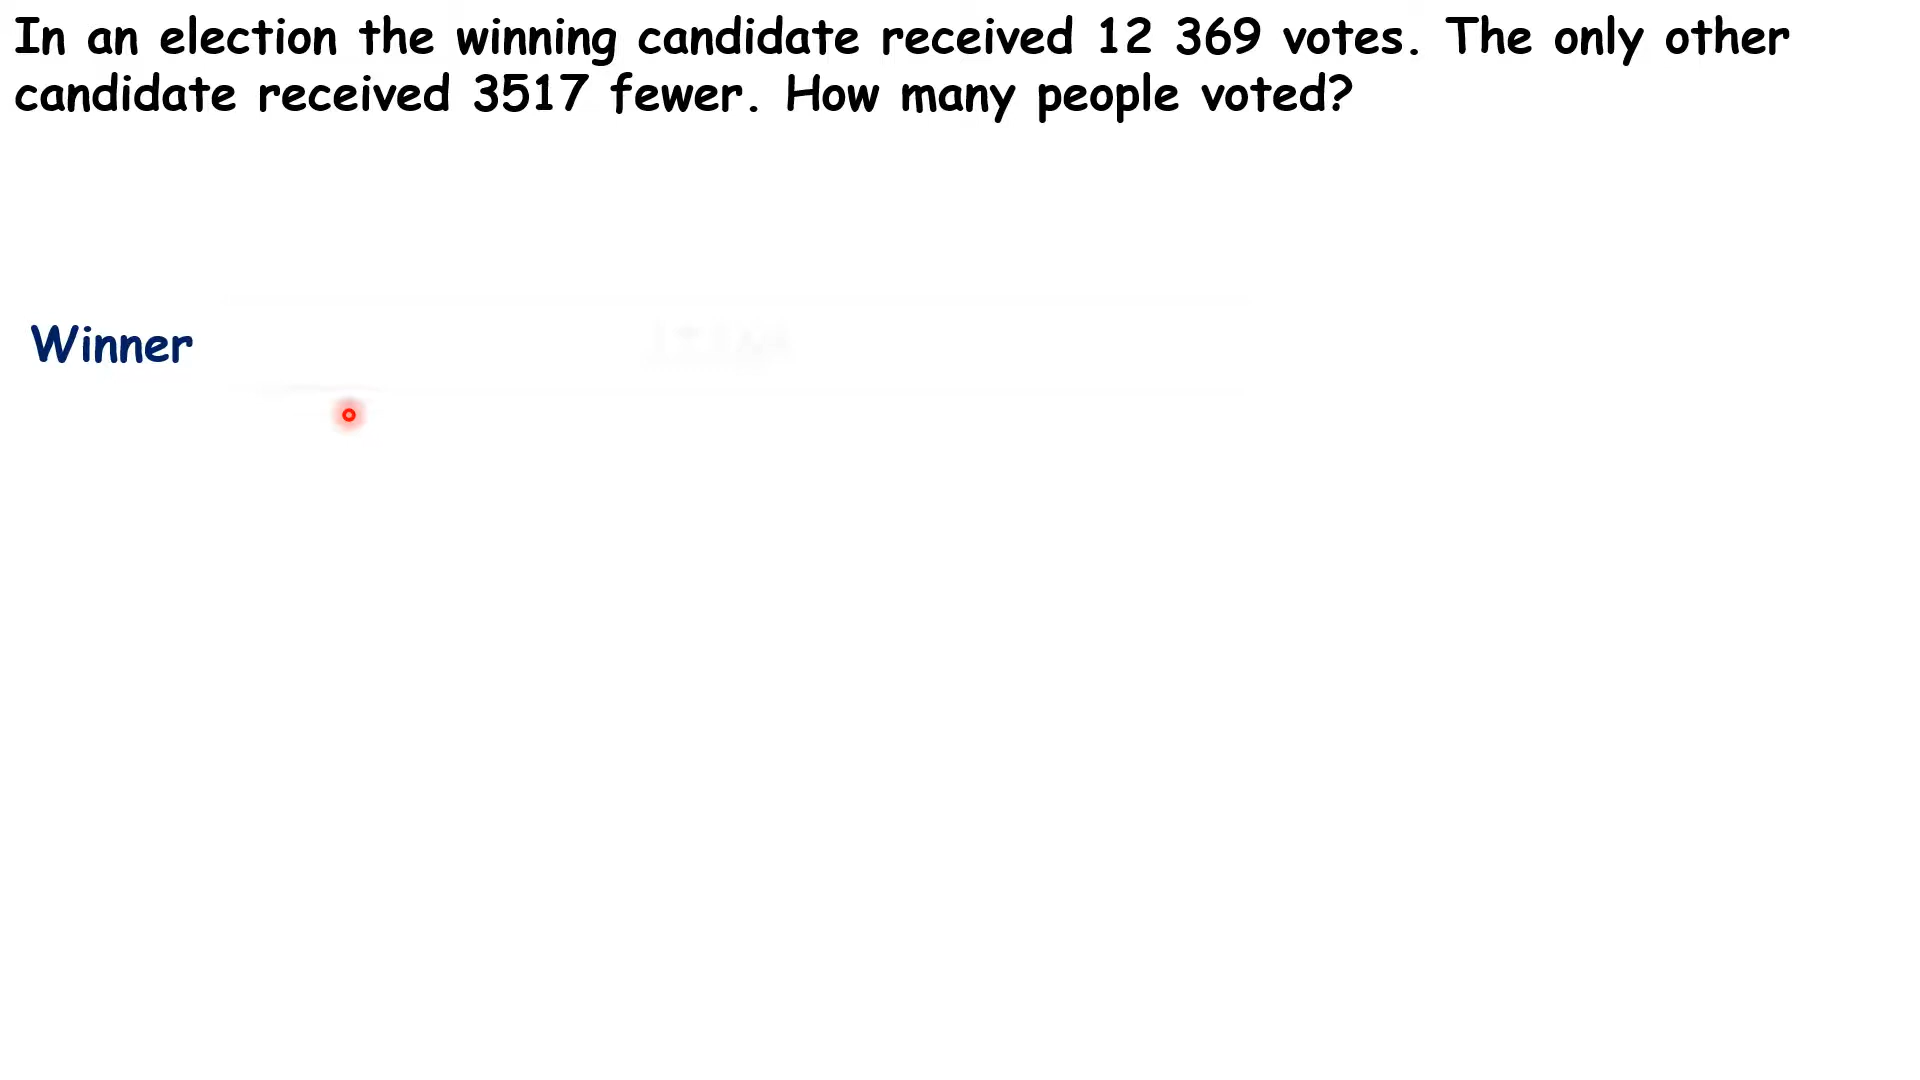 In an election the winning candidate received 12 369 votes. The only other
candidate received 3517 fewer. How many people voted?
Winner